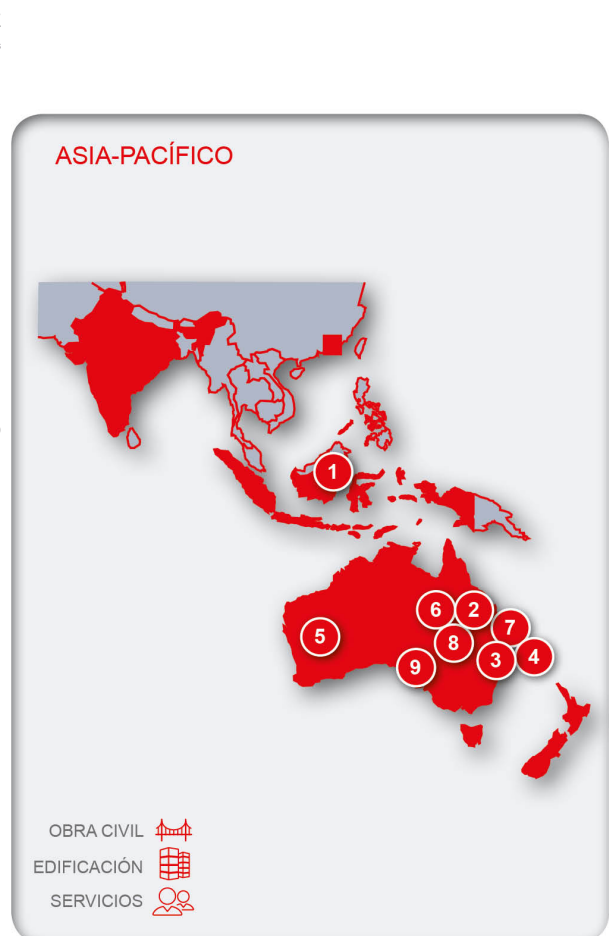 ASIA-PACÍFICO
1
6 2
7
5
8
3 4
9
OBRA CIVIL
EDIFICACIÓN
SERVICIOS